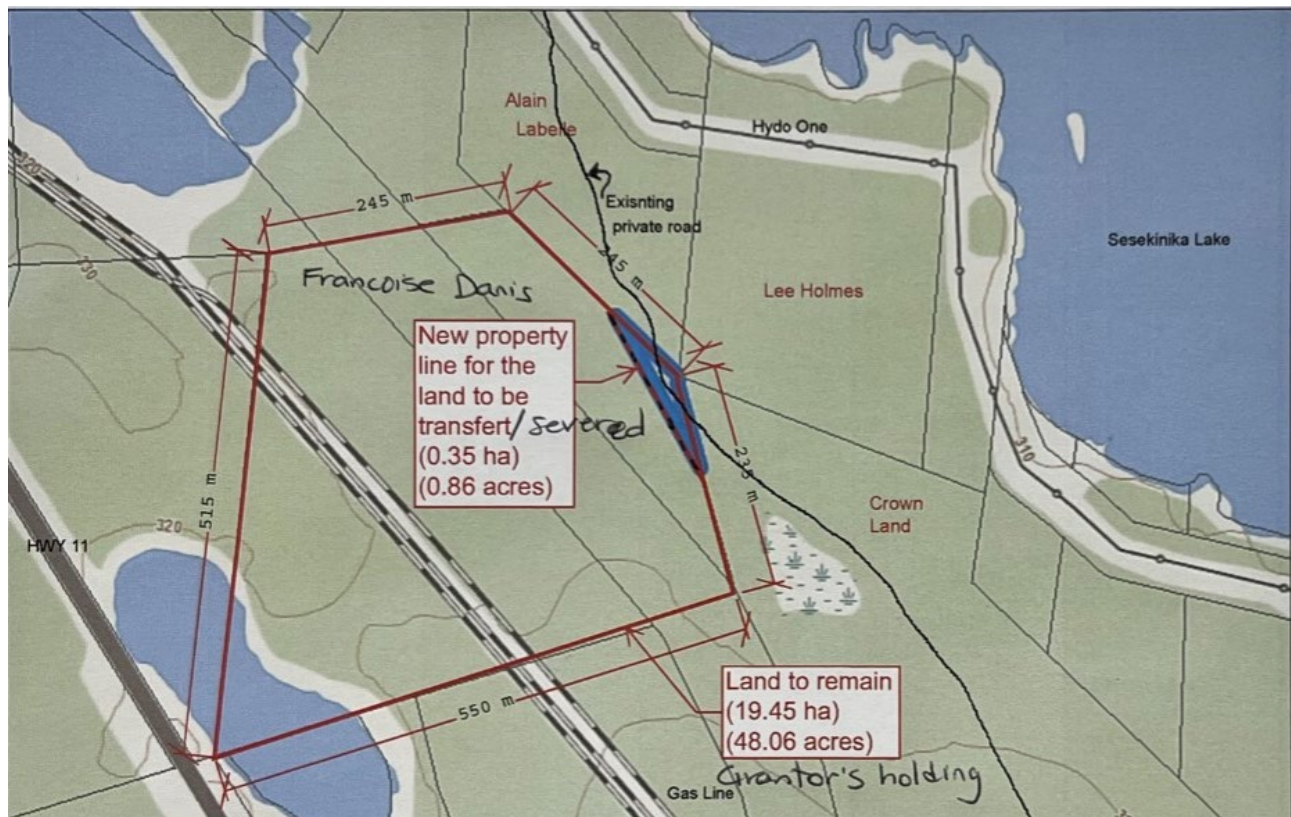 320
Alain
Labelle
Hydo One
245 m
Exisnting
private road
Sesekinika Lake
330
245 m
Francoise Danis
Lee Holmes
New property
line for the
land to be
transfert/severed
(0.35 ha)
(0.86 acres)
310
235 m
515 m
Crown
Land
320
HWY 11
Land to remain
(19.45 ha)
(48.06 acres)
550 m
Grantor's holding
Gas Line